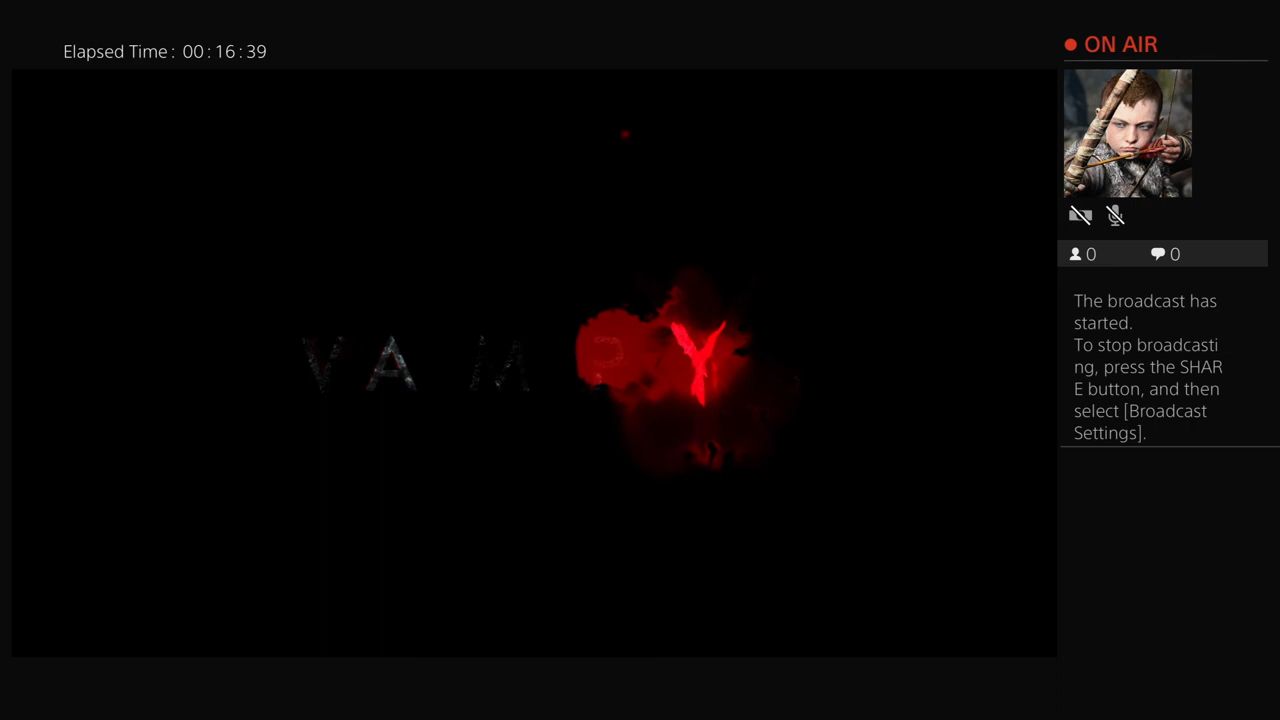 Elapsed Time: 00:16:39
ON AIR
VAMPY
0
0
The broadcast has
started.
To stop broadcasti
ng, press the SHAR
E button, and then
select [Broadcast
Settings].